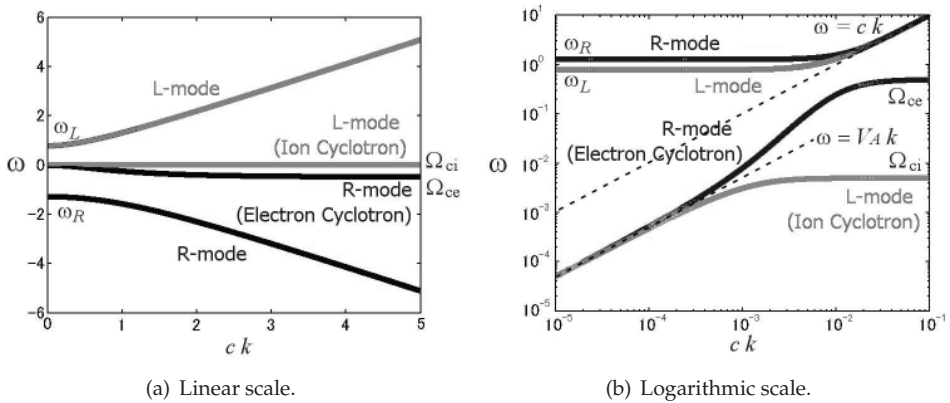 6
4
2
0
-2
-4
-6
ω
L-mode
ω_L
L-mode
(Ion Cyclotron)
Ω_ci
Ω_ce
R-mode
(Electron Cyclotron)
ω_R
R-mode
0 1 2 3 4 5
c k
(a) Linear scale.
10^1
10^0
10^-1
10^-2
10^-3
10^-4
10^-5
ω
ω = c k
ω_R
R-mode
ω_L
L-mode
Ω_ce
R-mode
(Electron Cyclotron)
ω = V_A k
Ω_ci
L-mode
(Ion Cyclotron)
10^-5 10^-4 10^-3 10^-2 10^-1
c k
(b) Logarithmic scale.